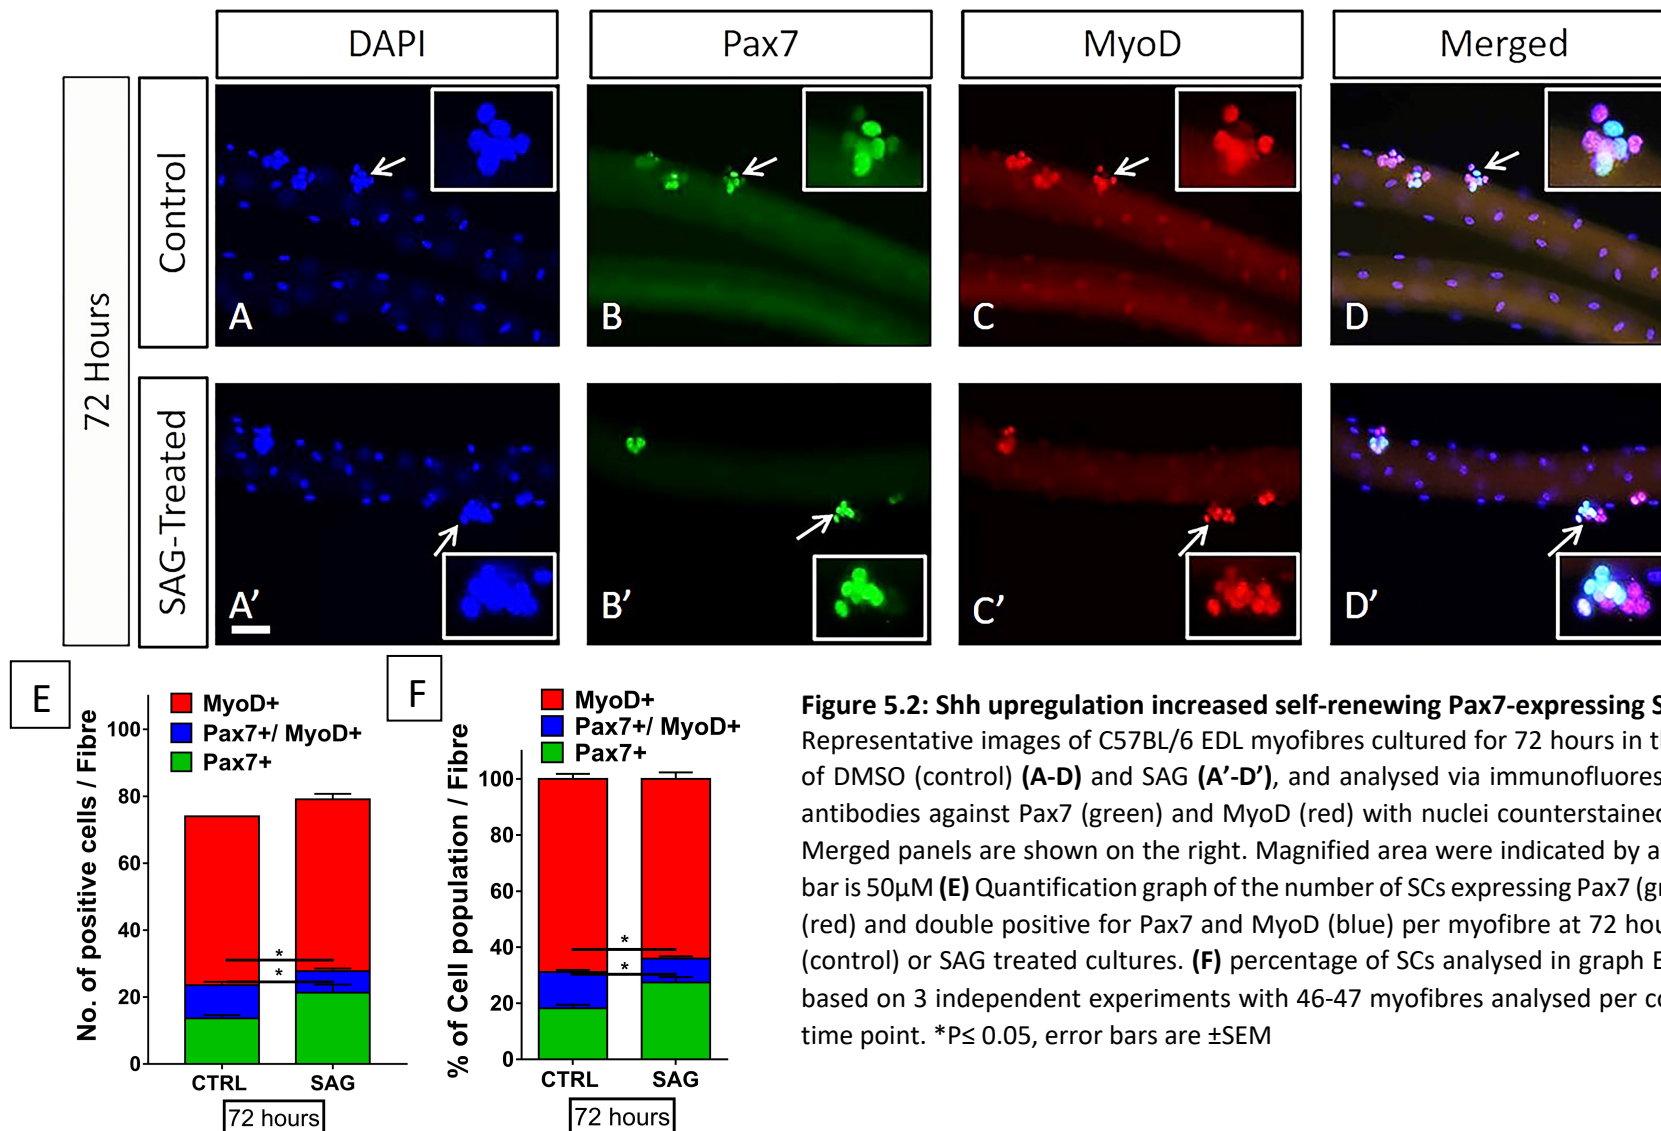 DAPI
Pax7
MyoD
Merged
72 Hours
Control
A
B
C
D
SAG-Treated
A’
B’
C’
D’
E
No. of positive cells / Fibre
MyoD+
Pax7+/ MyoD+
Pax7+
100
80
60
40
20
0
*
*
CTRL
SAG
72 hours
F
% of Cell population / Fibre
MyoD+
Pax7+/ MyoD+
Pax7+
100
80
60
40
20
0
*
*
CTRL
SAG
72 hours
Figure 5.2: Shh upregulation increased self-renewing Pax7-expressing
Representative images of C57BL/6 EDL myofibres cultured for 72 hours in
of DMSO (control) (A-D) and SAG (A’-D’), and analysed via
antibodies against Pax7 (green) and MyoD (red) with nuclei counterstained
Merged panels are shown on the right. Magnified area were indicated by
bar is 50µM (E) Quantification graph of the number of SCs expressing Pax7
(red) and double positive for Pax7 and MyoD (blue) per myofibre at 72
(control) or SAG treated cultures. (F) percentage of SCs analysed in graph
based on 3 independent experiments with 46-47 myofibres analysed per
time point. *P≤ 0.05, error bars are ±SEM